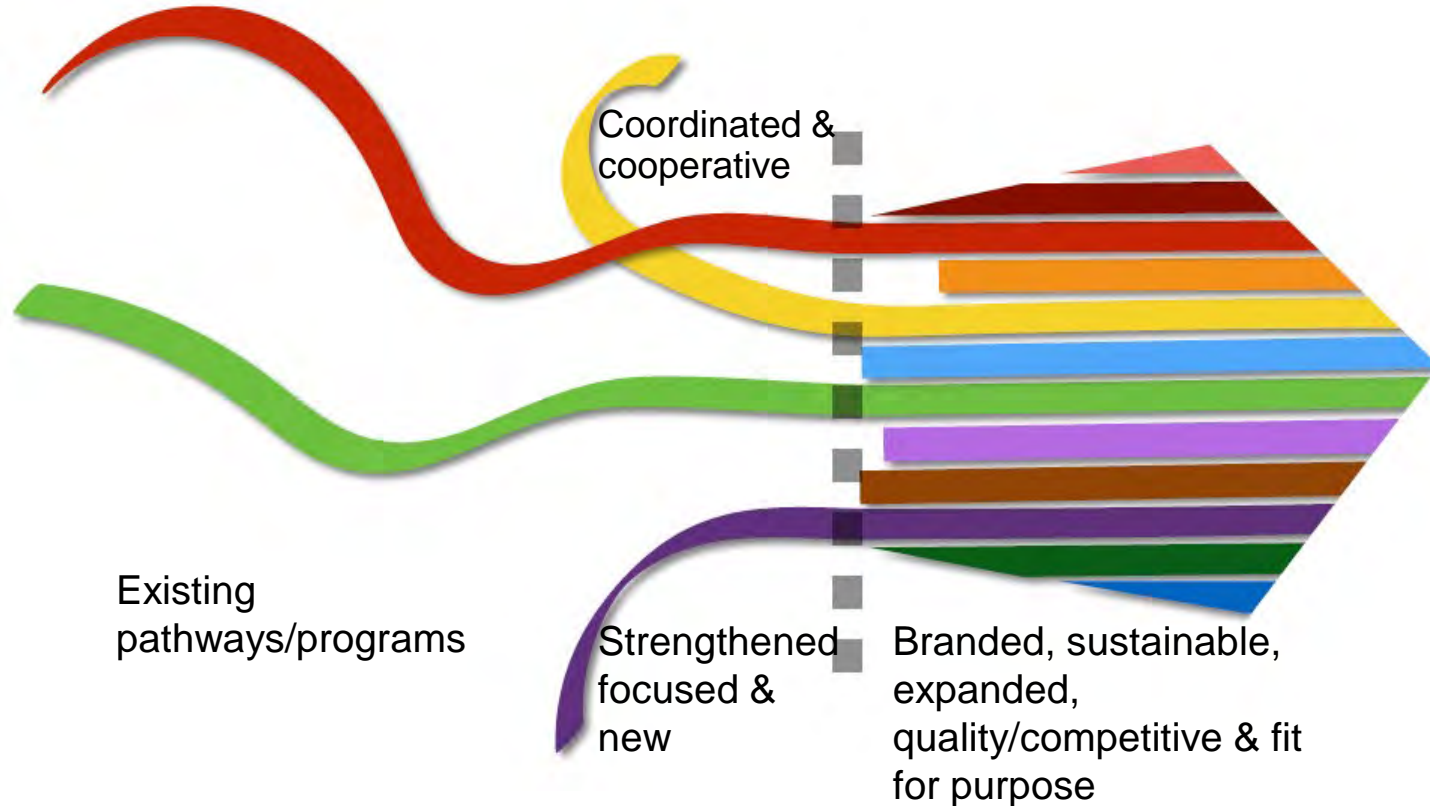 Coordinated &
cooperative
Existing
pathways/programs
Strengthened
focused &
new
Branded, sustainable,
expanded,
quality/competitive & fit
for purpose